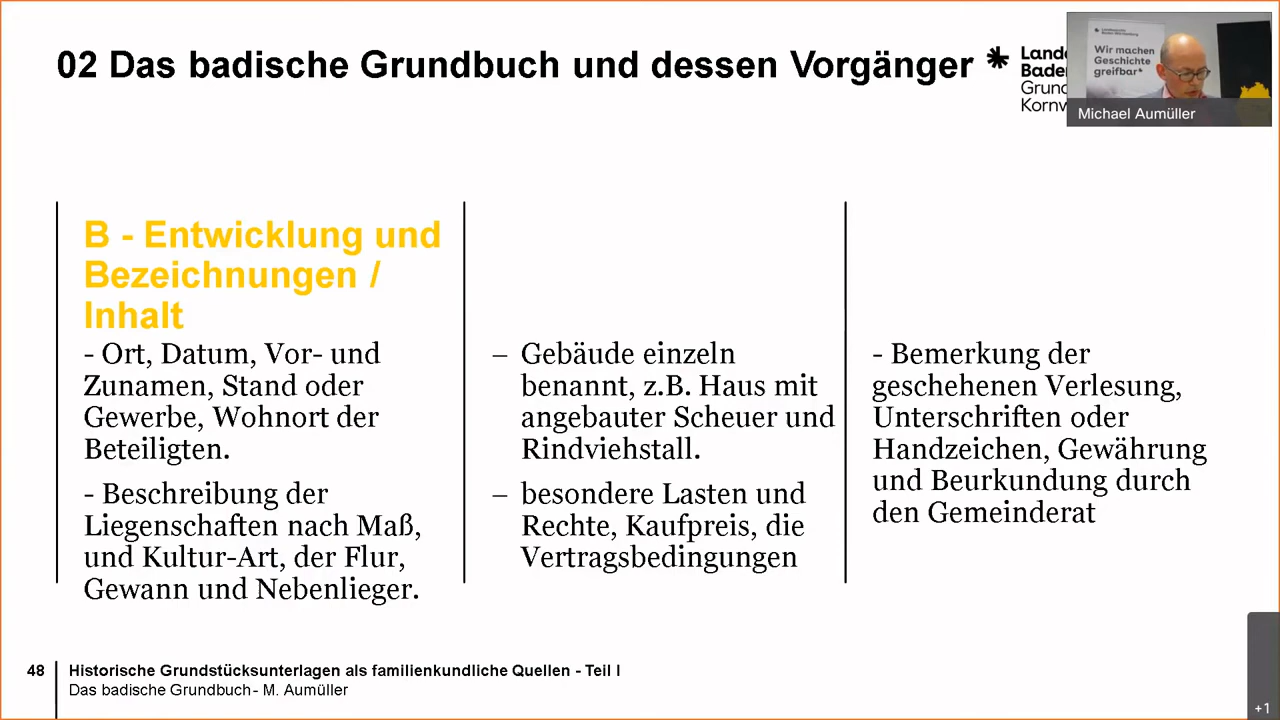 02 Das badische Grundbuch und dessen Vorgänger
Wir machen
Geschichte
greifbar*
Michael Aumüller
B - Entwicklung und
Bezeichnungen /
Inhalt
- Ort, Datum, Vor- und
Zunamen, Stand oder
Gewerbe, Wohnort der
Beteiligten.
- Beschreibung der
Liegenschaften nach Maß,
und Kultur-Art, der Flur,
Gewann und Nebenlieger.
– Gebäude einzeln
benannt, z.B. Haus mit
angebauter Scheuer und
Rindviehstall.
– besondere Lasten und
Rechte, Kaufpreis, die
Vertragsbedingungen
- Bemerkung der
geschehenen Verlesung,
Unterschriften oder
Handzeichen, Gewährung
und Beurkundung durch
den Gemeinderat
48
Historische Grundstücksunterlagen als familienkundliche Quellen - Teil I
Das badische Grundbuch - M. Aumüller
+1